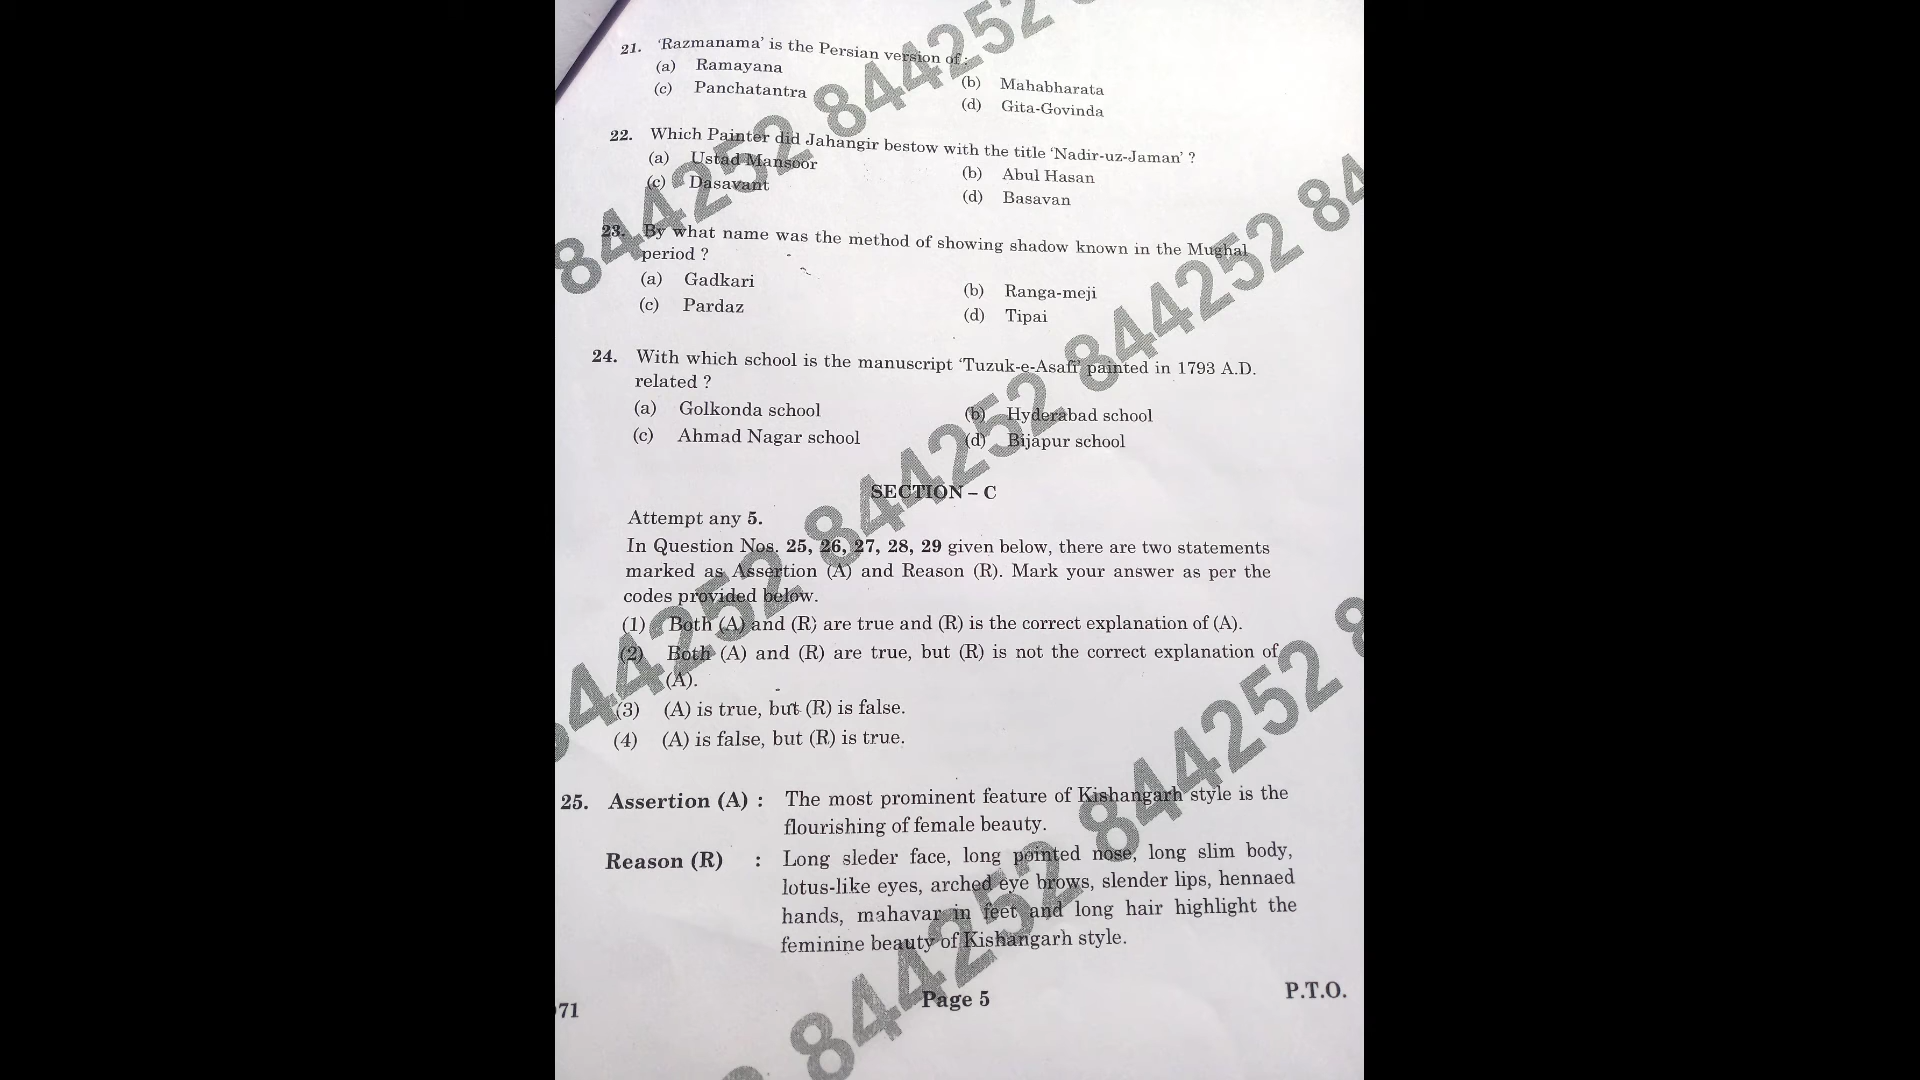 21. ‘Razmanama’ is the Persian version of :
(a) Ramayana
(b) Mahabharata
(c) Panchatantra
(d) Gita-Govinda
22. Which Painter did Jahangir bestow with the title ‘Nadir-uz-Jaman’ ?
(a) Ustad Mansoor
(b) Abul Hasan
(c) Dasavant
(d) Basavan
23. By what name was the method of showing shadow known in the Mughal
period ?
(a) Gadkari
(b) Ranga-meji
(c) Pardaz
(d) Tipai
24. With which school is the manuscript ‘Tuzuk-e-Asafi’ painted in 1793 A.D.
related ?
(a) Golkonda school
(b) Hyderabad school
(c) Ahmad Nagar school
(d) Bijapur school
SECTION – C
Attempt any 5.
In Question Nos. 25, 26, 27, 28, 29 given below, there are two statements
marked as Assertion (A) and Reason (R). Mark your answer as per the
codes provided below.
(1) Both (A) and (R) are true and (R) is the correct explanation of (A).
(2) Both (A) and (R) are true, but (R) is not the correct explanation of
(A).
(3) (A) is true, but (R) is false.
(4) (A) is false, but (R) is true.
25. Assertion (A) : The most prominent feature of Kishangarh style is the
flourishing of female beauty.
Reason (R) : Long sleder face, long pointed nose, long slim body,
lotus-like eyes, arched eye brows, slender lips, hennaed
hands, mahavar in feet and long hair highlight the
feminine beauty of Kishangarh style.
71
Page 5
P.T.O.
844252 844252
844252 844252 844252 844252 84
844252 844252 8